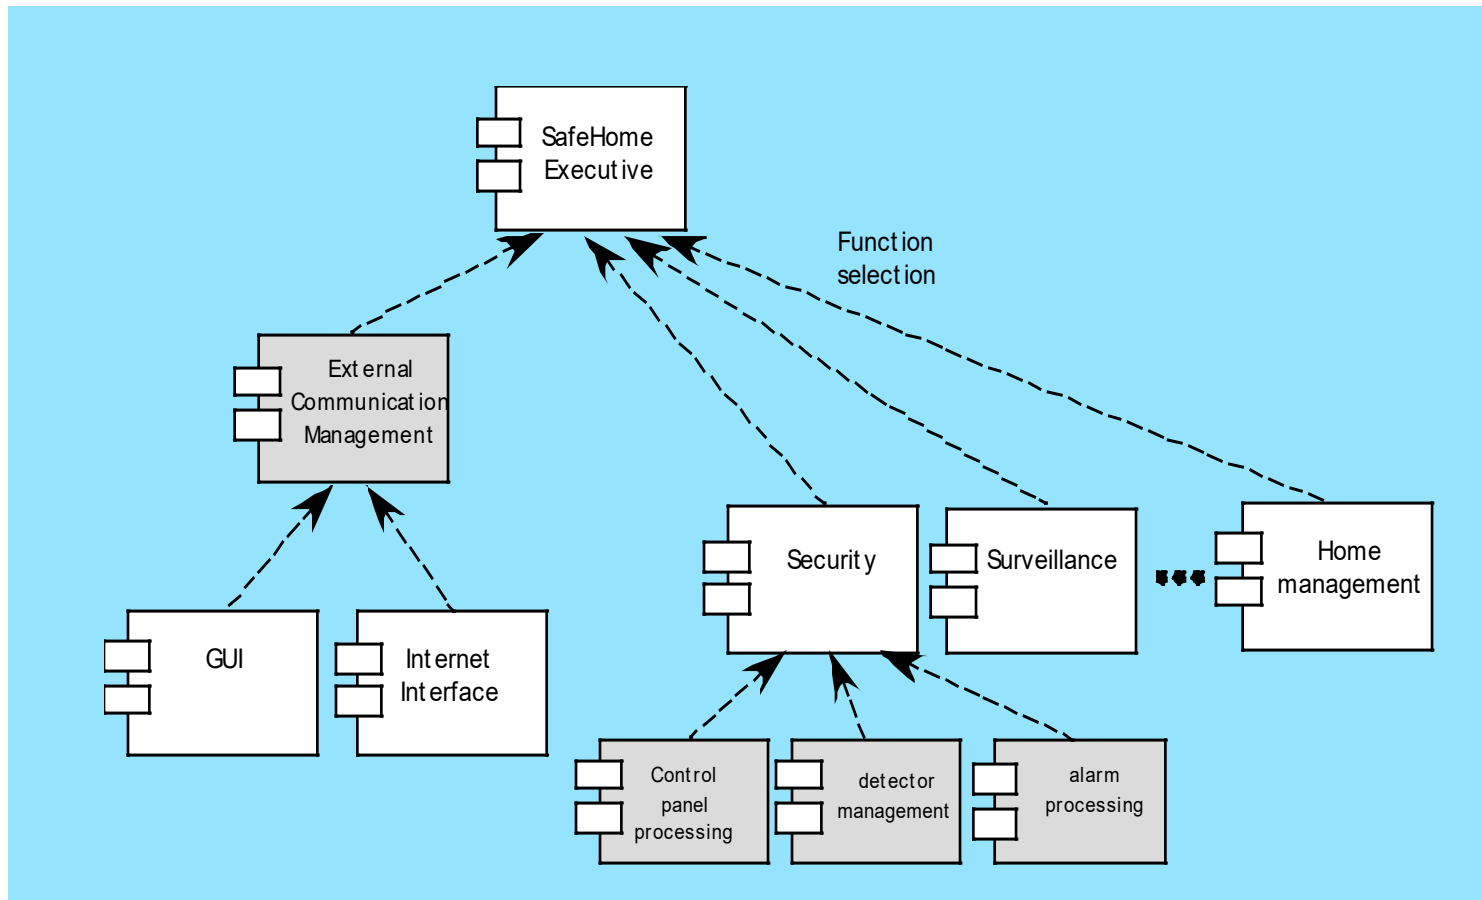 SafeHome
Executive
Function
selection
External
Communication
Management
Security
Surveillance
Home
management
GUI
Internet
Interface
Control
panel
processing
detector
management
alarm
processing